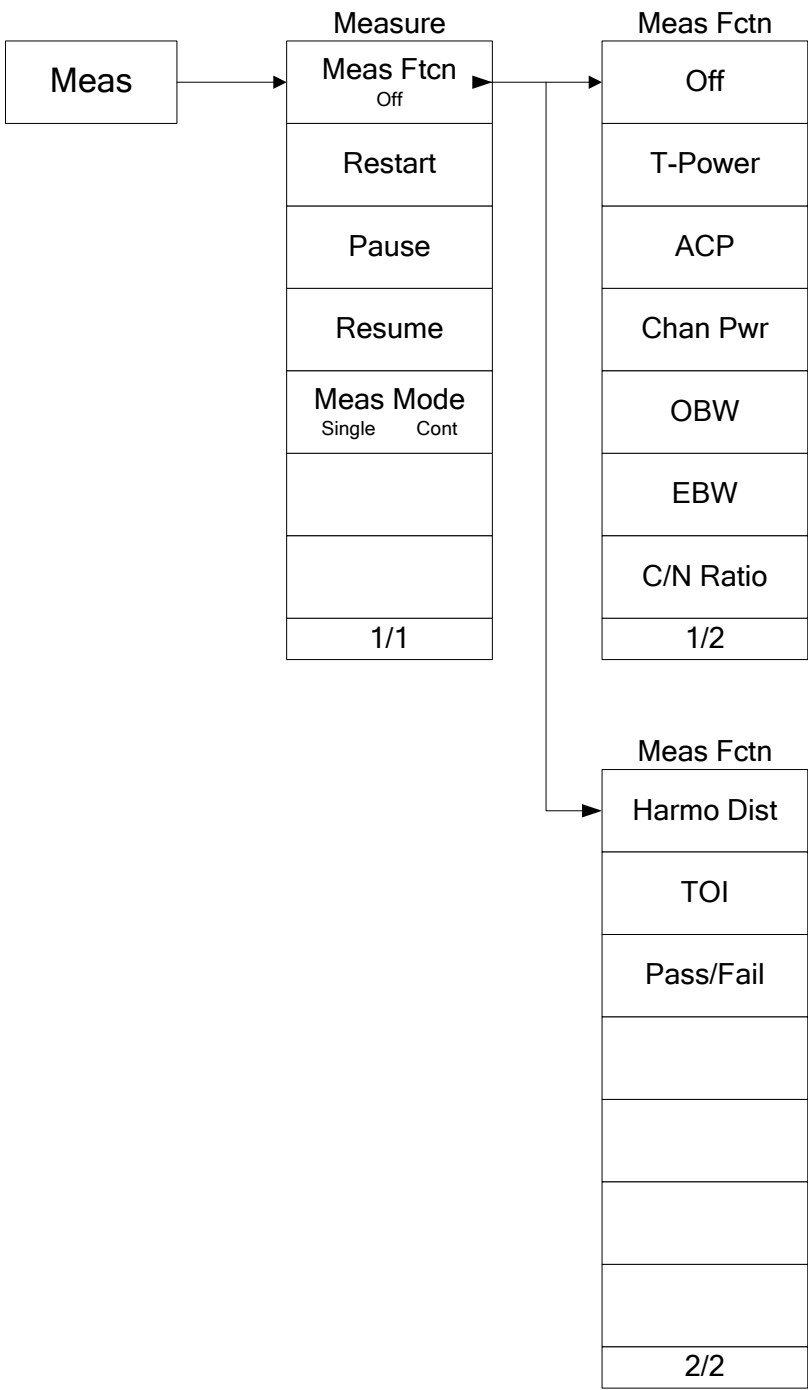 Meas
Measure
Meas Ftcn
Off
Restart
Pause
Resume
Meas Mode
Single Cont
1/1
Meas Fctn
Off
T-Power
ACP
Chan Pwr
OBW
EBW
C/N Ratio
1/2
Meas Fctn
Harmo Dist
TOI
Pass/Fail
2/2